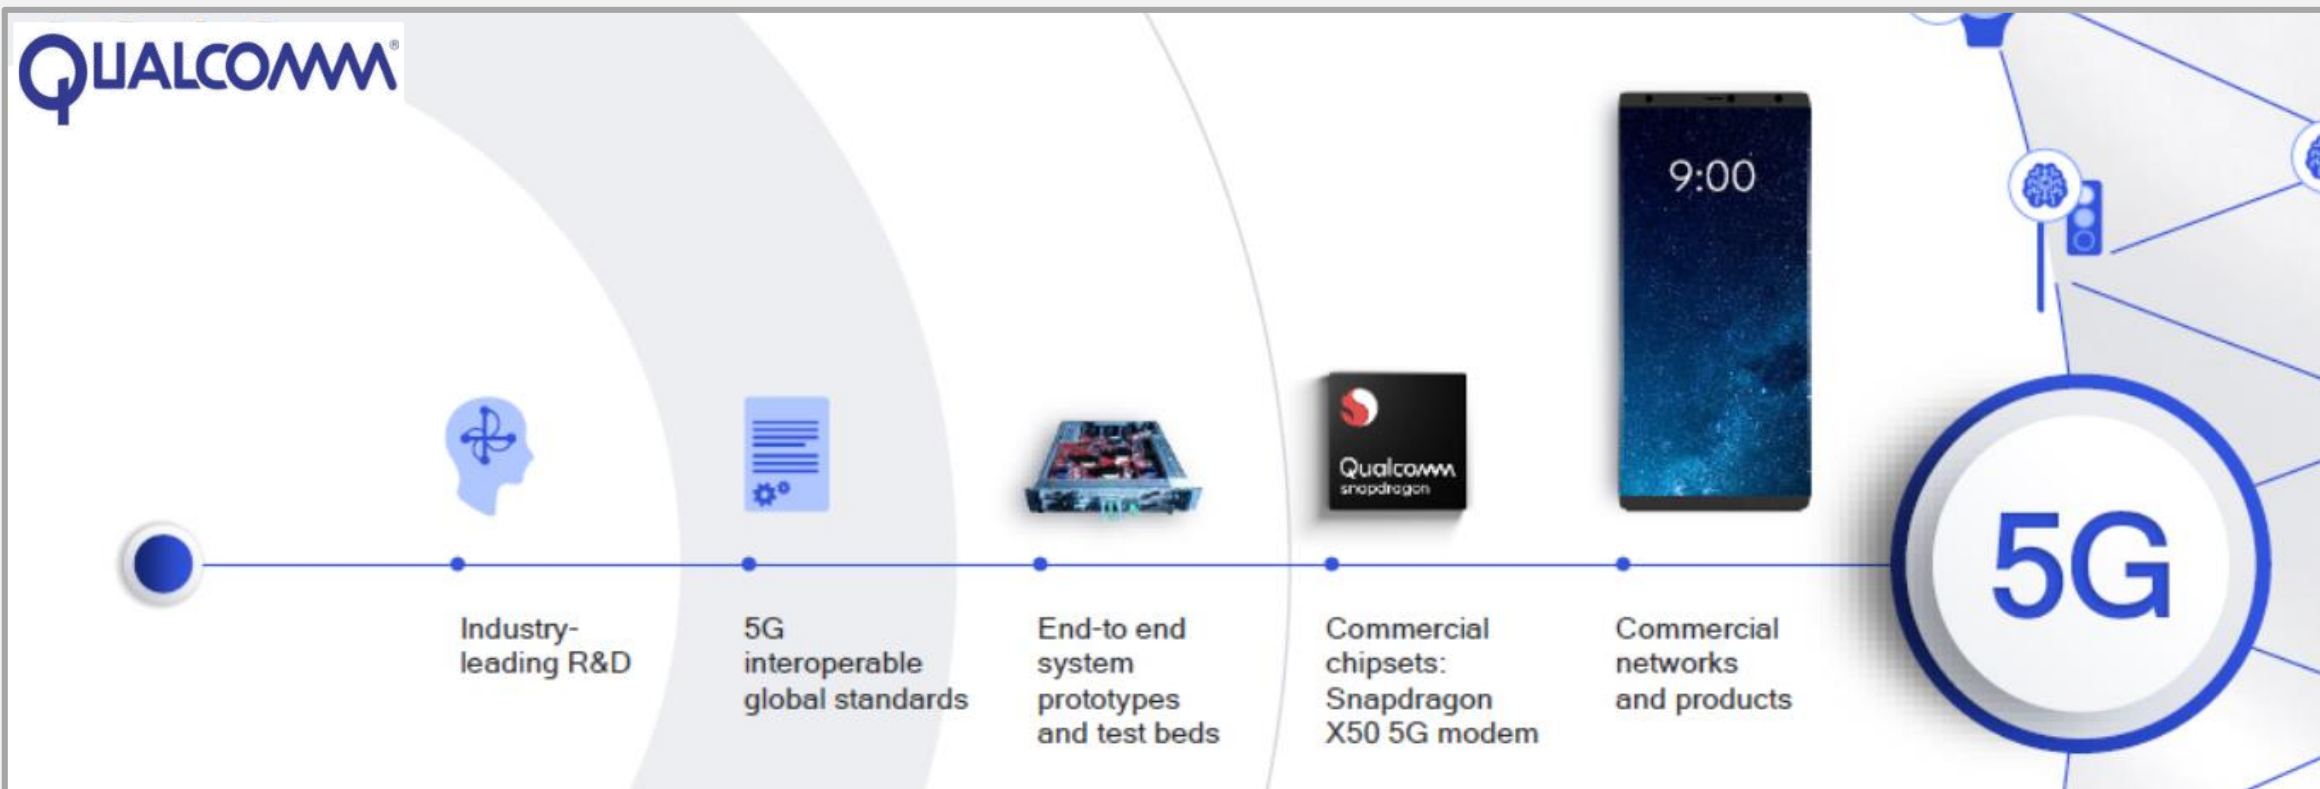 QUALCOMM®
9:00
Qualcomm
snapdragon
5G
Industry-
leading R&D
5G
interoperable
global standards
End-to end
system
prototypes
and test beds
Commercial
chipsets:
Snapdragon
X50 5G modem
Commercial
networks
and products